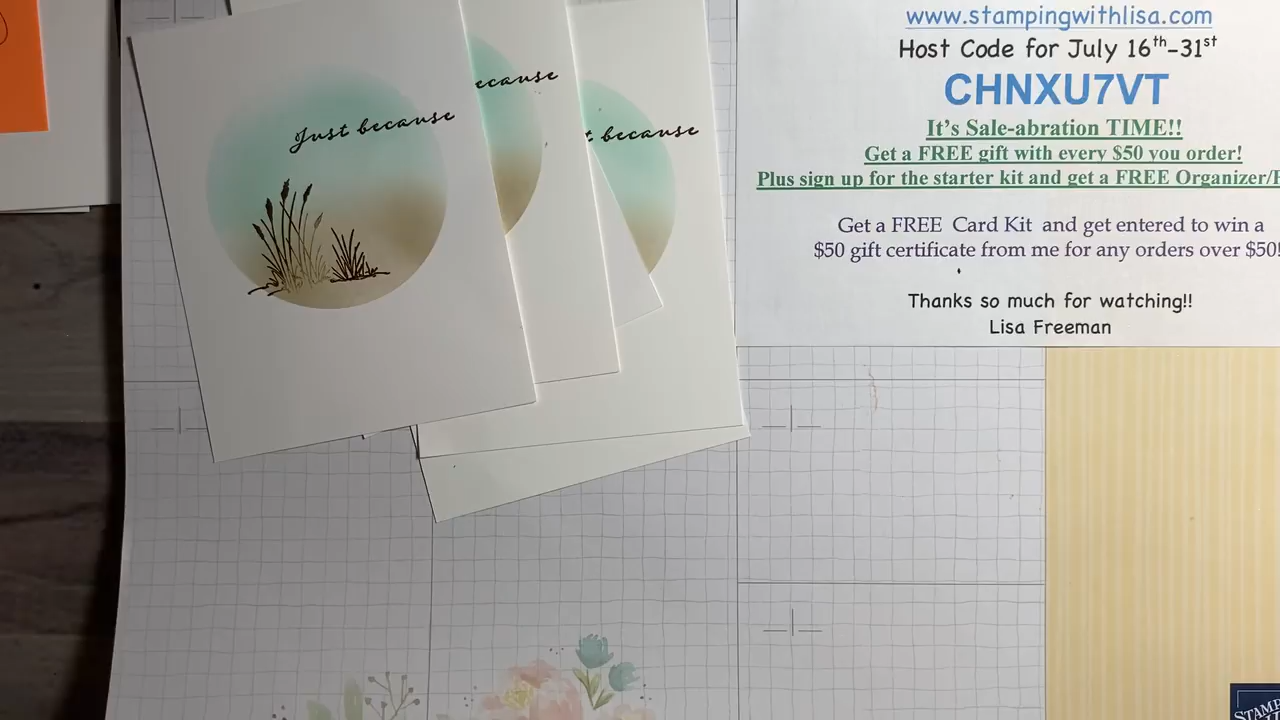 www.stampingwithlisa.com
Host Code for July 16th-31st
CHNXU7VT
It's Sale-abration TIME!!
Get a FREE gift with every $50 you order!
Plus sign up for the starter kit and get a FREE Organizer/
Get a FREE Card Kit and get entered to win a
$50 gift certificate from me for any orders over $50!
Thanks so much for watching!!
Lisa Freeman
Just because
ecause
t because
STAMP